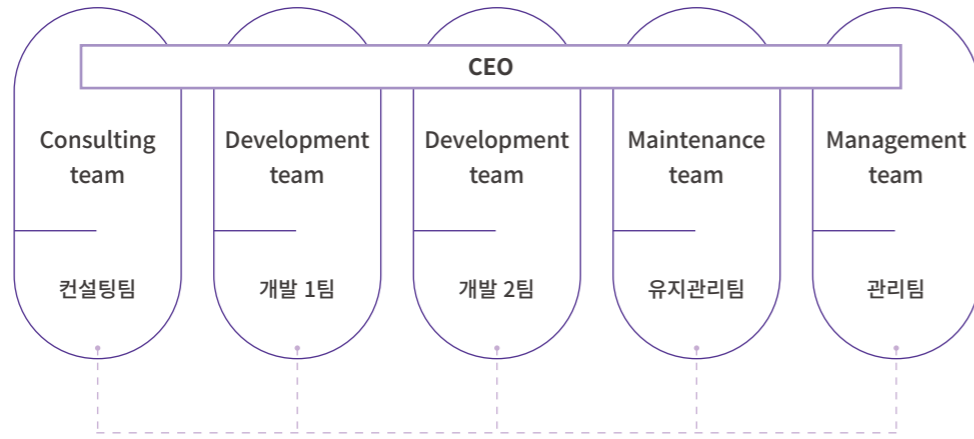 CEO
Consulting
team
컨설팅팀
Development
team
개발 1팀
Development
team
개발 2팀
Maintenance
team
유지관리팀
Management
team
관리팀